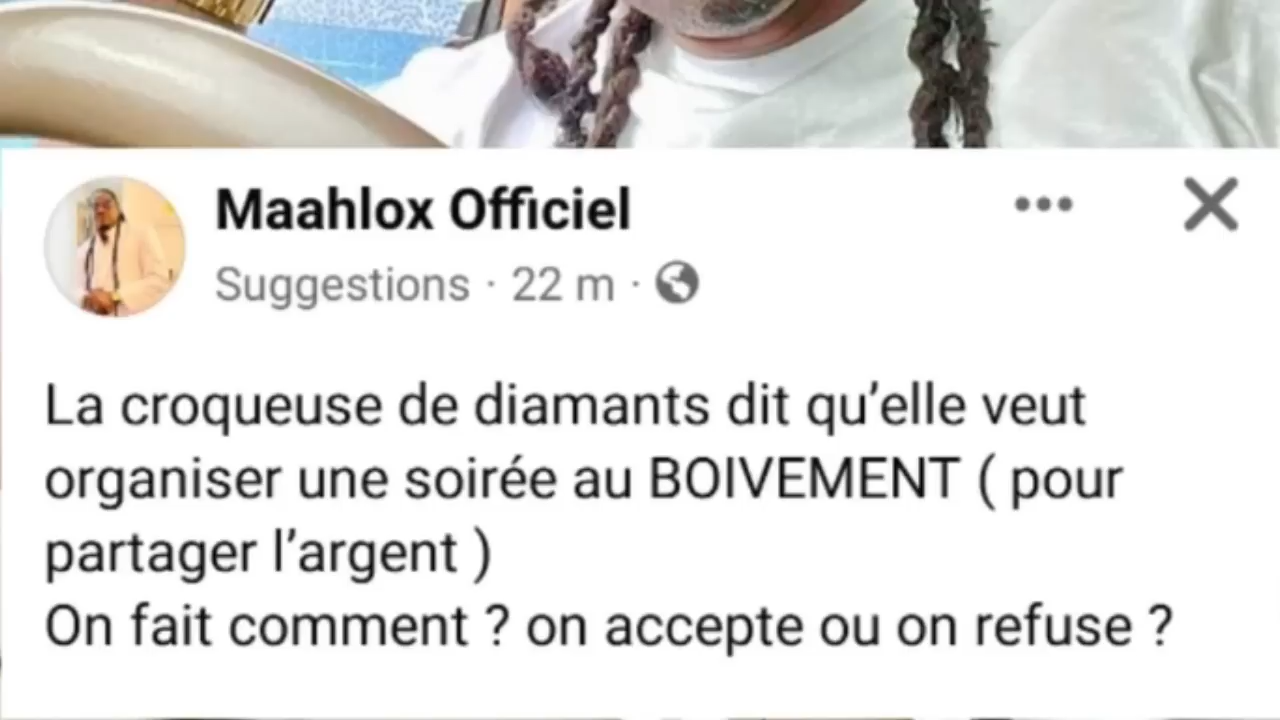 Maahlox Officiel
Suggestions · 22 m ·
La croqueuse de diamants dit qu’elle veut
organiser une soirée au BOIVEMENT ( pour
partager l’argent )
On fait comment ? on accepte ou on refuse ?